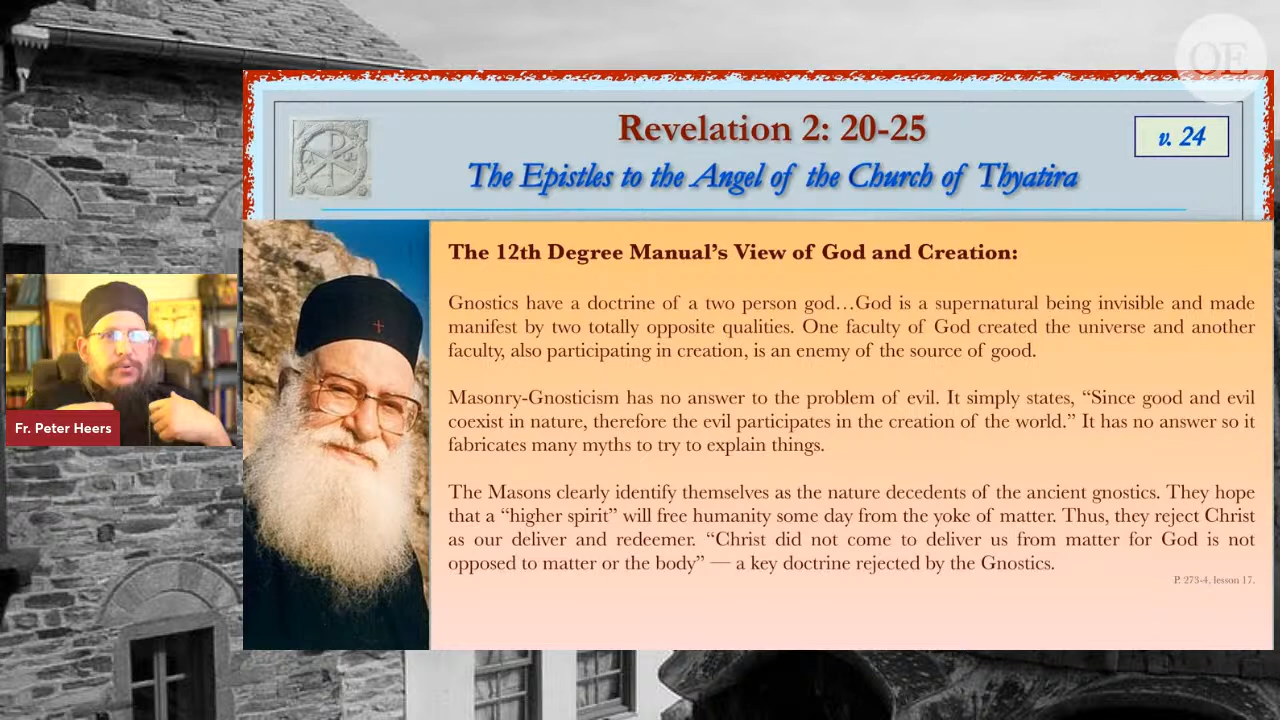 OE
Revelation 2: 20-25
v. 24
The Epistles to the Angel of the Church of Thyatira
The 12th Degree Manual’s View of God and Creation:
Gnostics have a doctrine of a two person god…God is a supernatural being invisible and made
manifest by two totally opposite qualities. One faculty of God created the universe and another
faculty, also participating in creation, is an enemy of the source of good.
Masonry-Gnosticism has no answer to the problem of evil. It simply states, “Since good and evil
coexist in nature, therefore the evil participates in the creation of the world.” It has no answer so it
fabricates many myths to try to explain things.
The Masons clearly identify themselves as the nature decedents of the ancient gnostics. They hope
that a “higher spirit” will free humanity some day from the yoke of matter. Thus, they reject Christ
as our deliver and redeemer. “Christ did not come to deliver us from matter for God is not
opposed to matter or the body” — a key doctrine rejected by the Gnostics.
P. 273-4, lesson 17.
Fr. Peter Heers